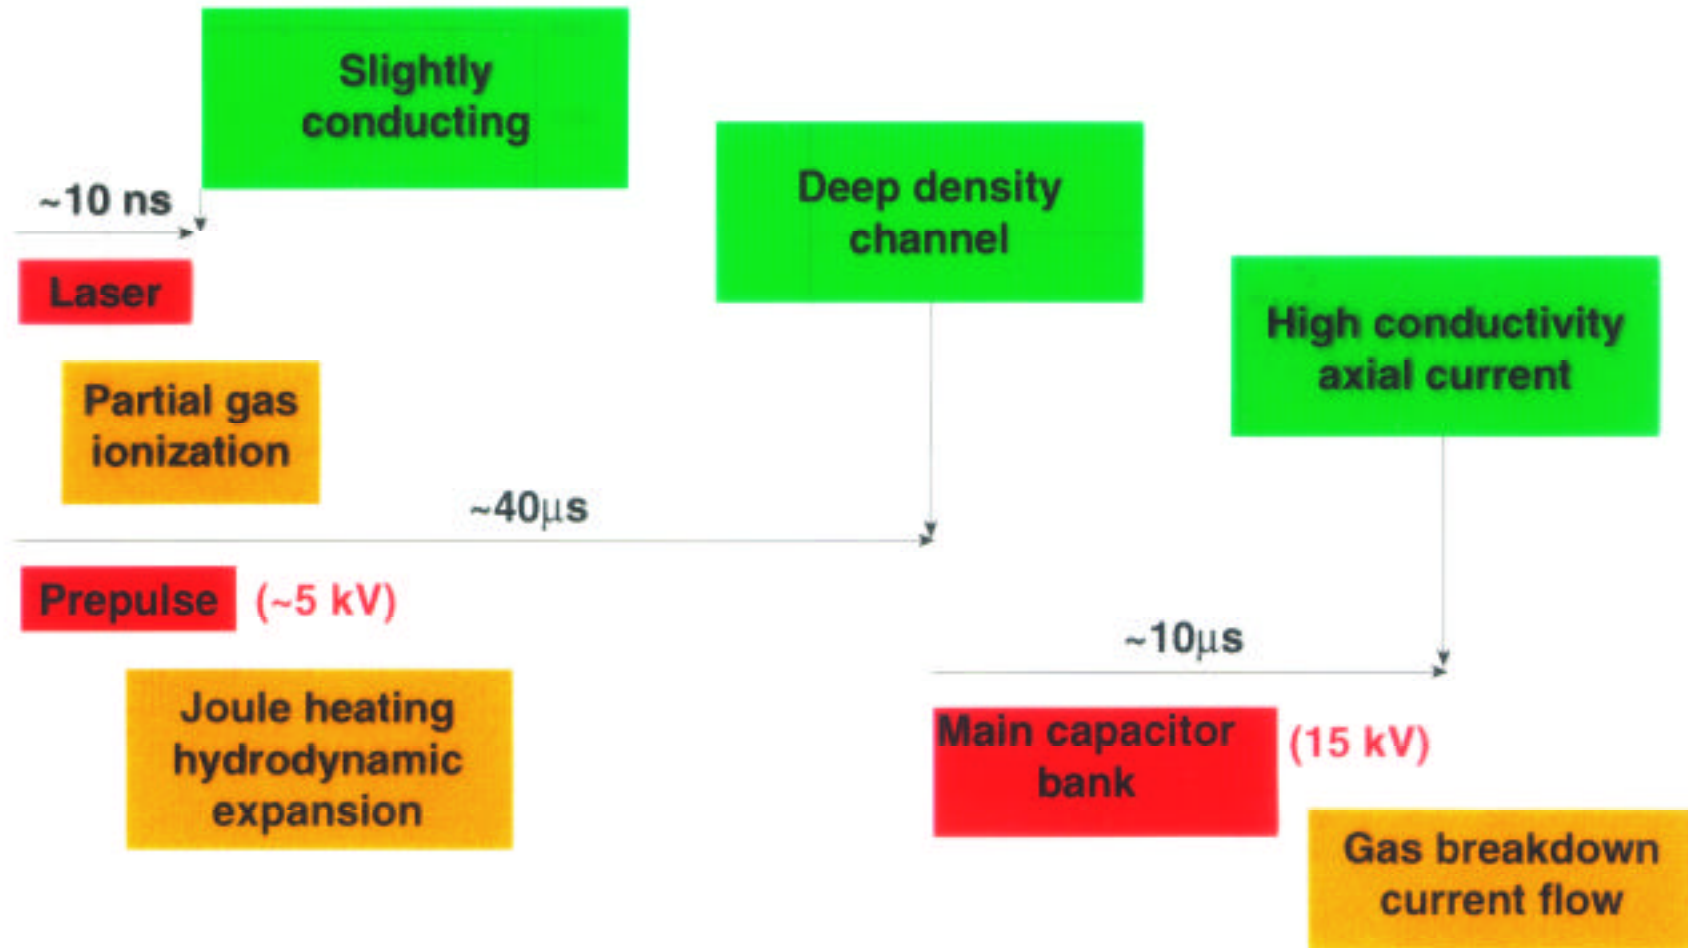 Slightly
conducting
~10 ns
Laser
Partial gas
ionization
Deep density
channel
High conductivity
axial current
~40μs
Prepulse (~5 kV)
Joule heating
hydrodynamic
expansion
~10μs
Main capacitor
bank
(15 kV)
Gas breakdown
current flow